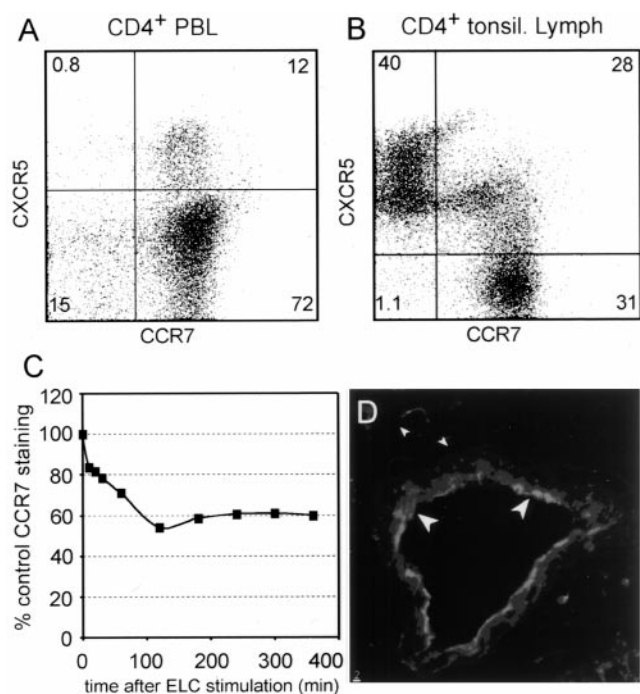 A
CD4⁺ PBL
0.8
12
CXCR5
15
72
CCR7
B
CD4⁺ tonsil. Lymph
40
28
CXCR5
1.1
31
CCR7
C
120
100
80
60
40
20
0
% control CCR7 staining
0 100 200 300 400
time after ELC stimulation (min)
D